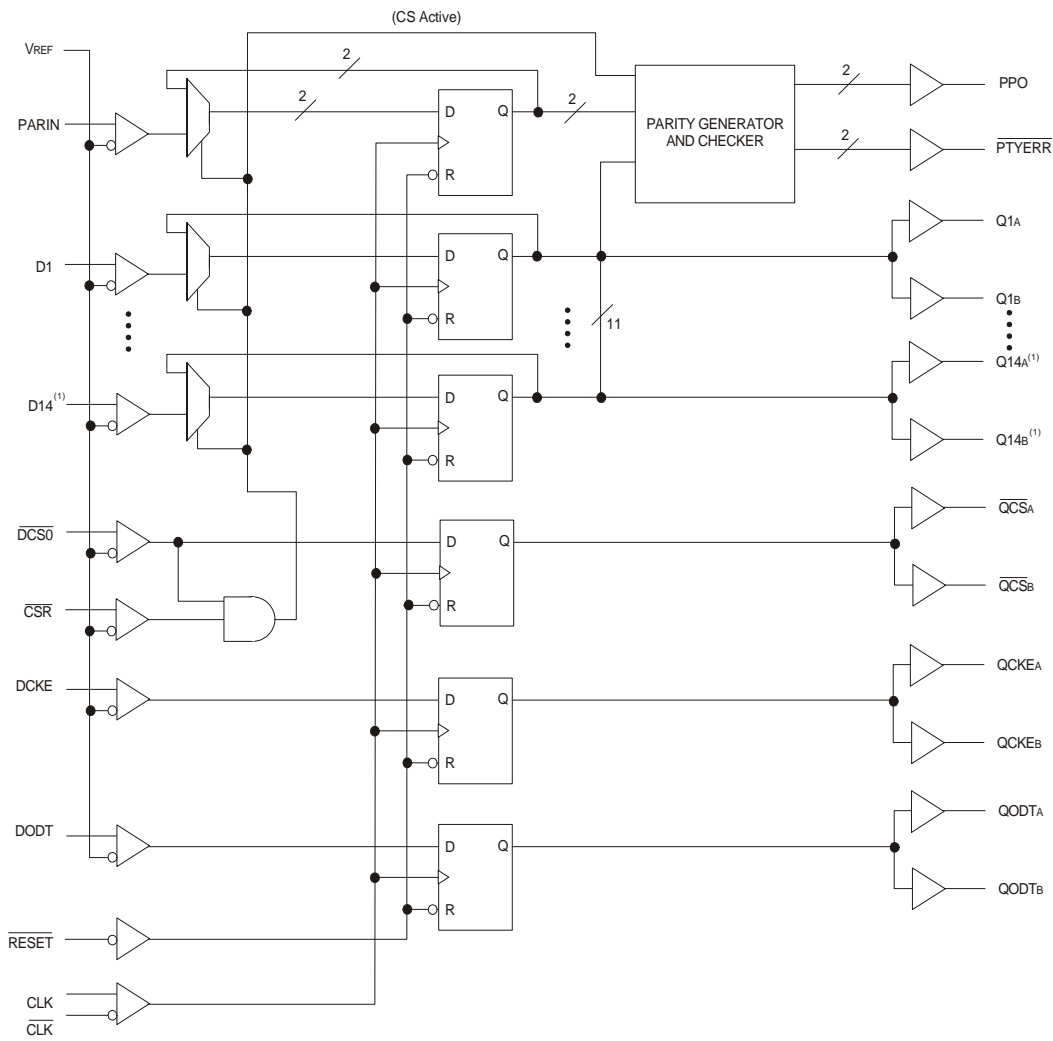 (CS Active)
VREF
2
2
2
2
PPO
PARIN
D
Q
R
PARITY GENERATOR
AND CHECKER
2
PTYERR
Q1A
D1
D
Q
R
Q1B
11
Q14A(1)
D14(1)
D
Q
R
Q14B(1)
DCS0
D
Q
R
QCSA
QCSB
CSR
DCKE
D
Q
R
QCKEA
QCKEB
DODT
D
Q
R
QODTA
QODTB
RESET
CLK
CLK